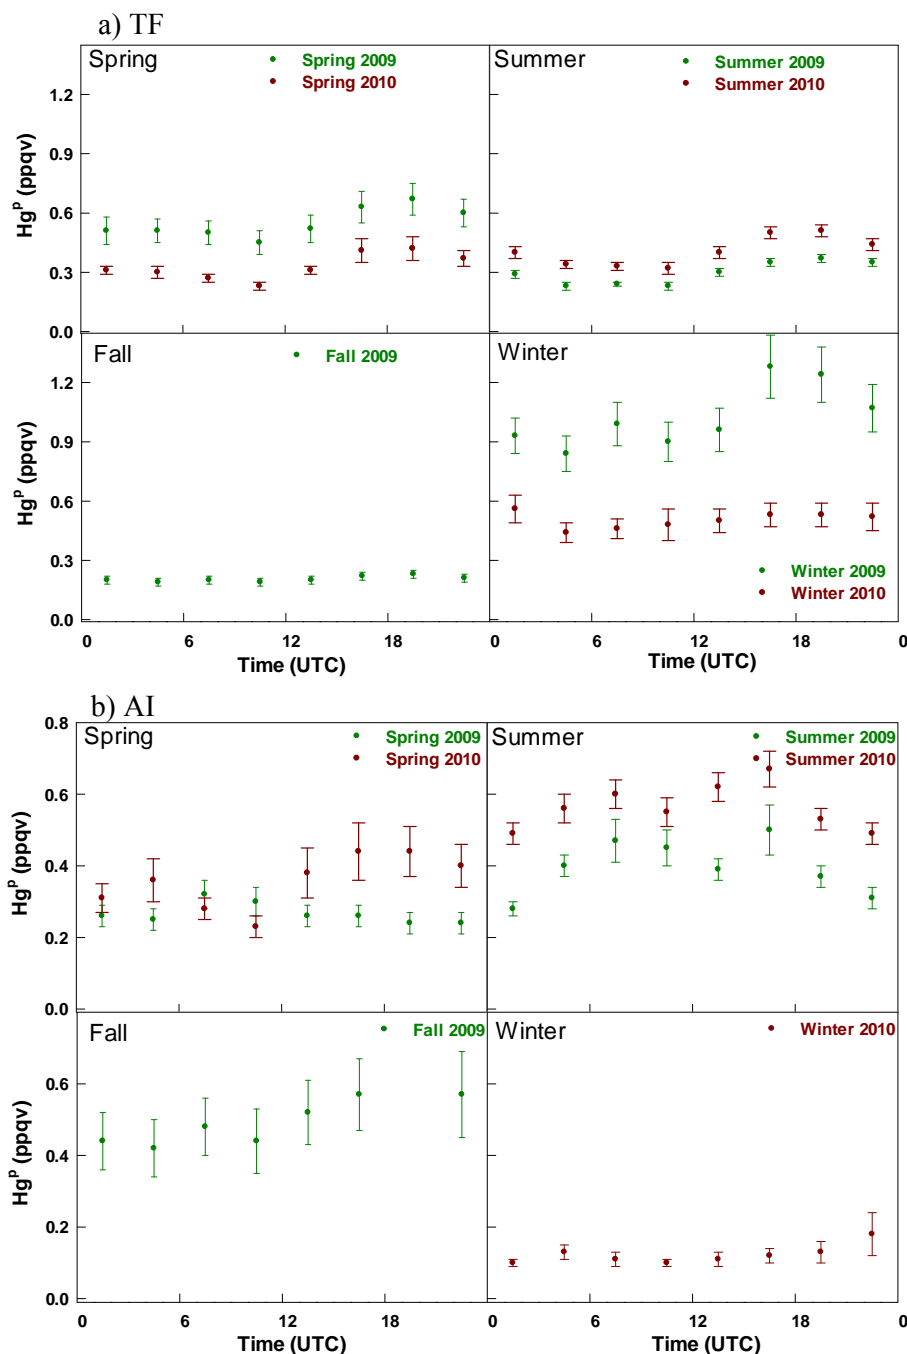 a) TF
Spring
Spring 2009
Spring 2010
Summer
Summer 2009
Summer 2010
1.2
0.9
0.6
0.3
0.0
Hg^p (ppqv)
Fall
Fall 2009
Winter
Winter 2009
Winter 2010
1.2
0.9
0.6
0.3
0.0
Hg^p (ppqv)
0 6 12 18 0 6 12 18 0
Time (UTC) Time (UTC)
b) AI
Spring
Spring 2009
Spring 2010
Summer
Summer 2009
Summer 2010
0.8
0.6
0.4
0.2
0.0
Hg^p (ppqv)
Fall
Fall 2009
Winter
Winter 2010
0.6
0.4
0.2
0.0
Hg^p (ppqv)
0 6 12 18 0 6 12 18 0
Time (UTC) Time (UTC)